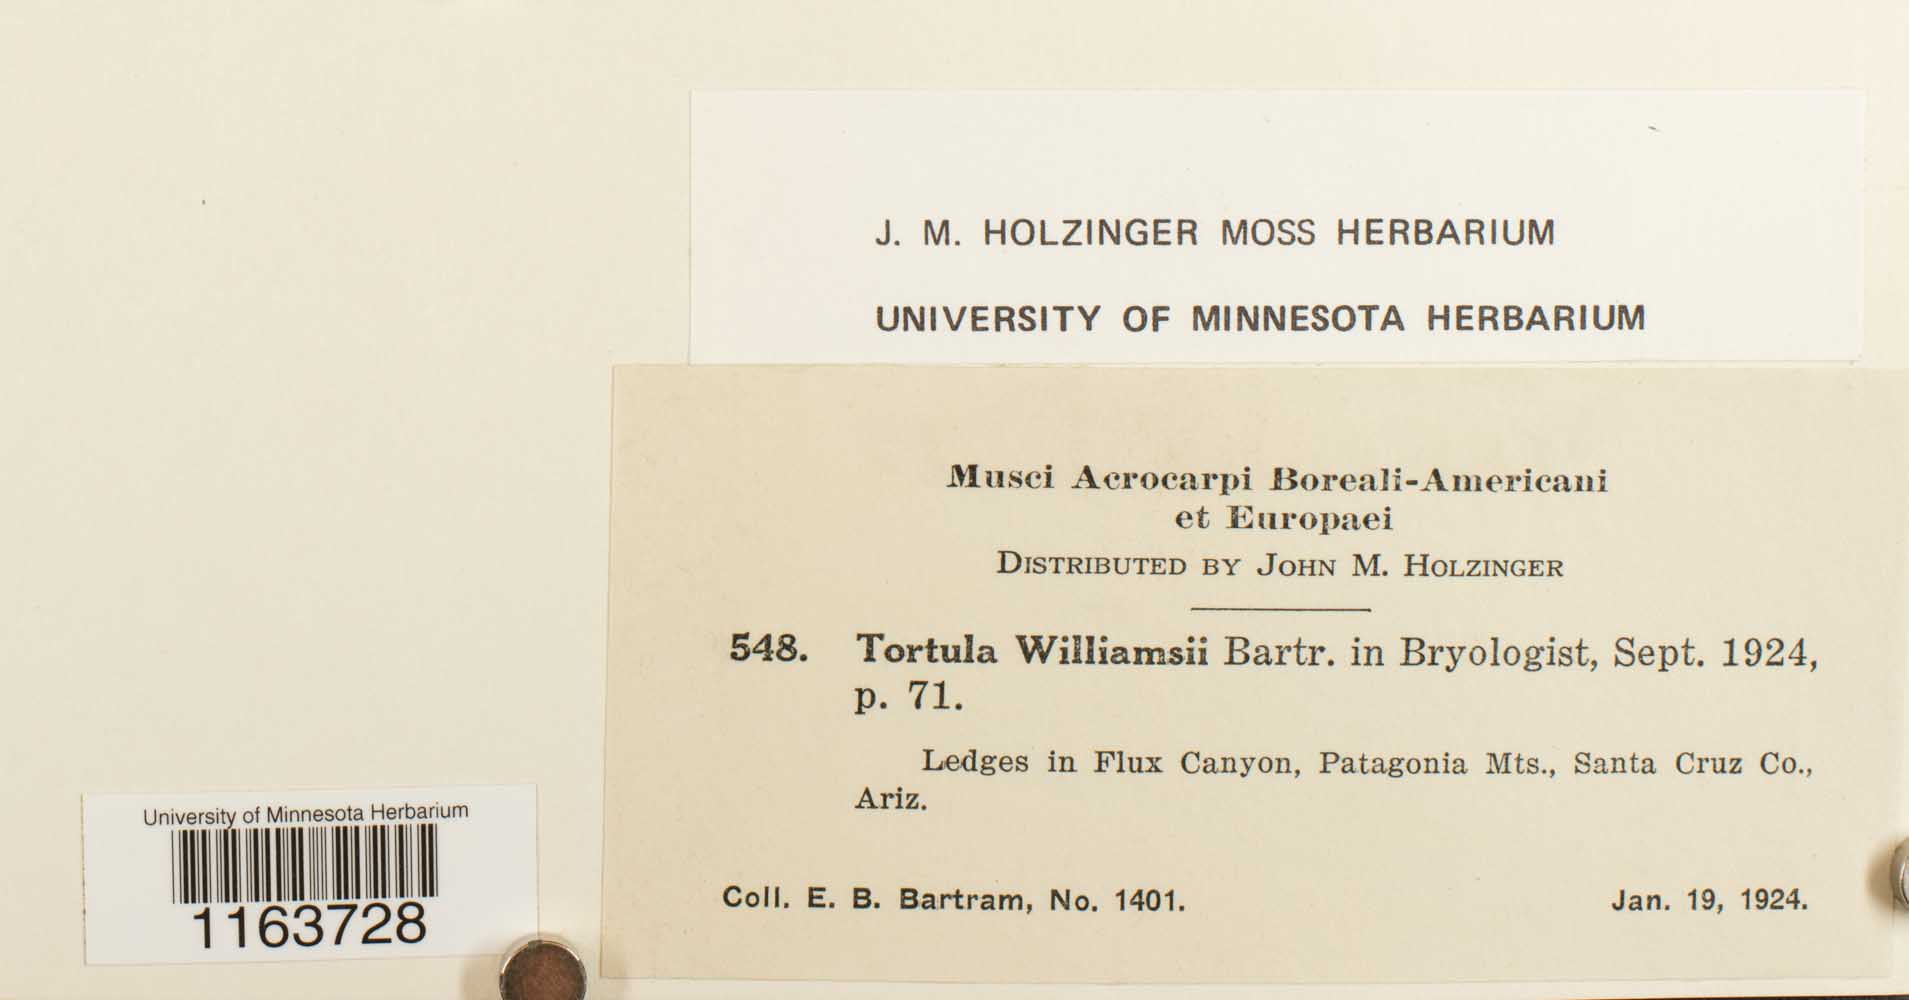 J. M. HOLZINGER MOSS HERBARIUM
UNIVERSITY OF MINNESOTA HERBARIUM
Musci Acrocarpi Boreali-Americani
et Europaei
DISTRIBUTED BY JOHN M. HOLZINGER
548. Tortula Williamsii Bartr. in Bryologist, Sept. 1924,
p. 71.
Ledges in Flux Canyon, Patagonia Mts., Santa Cruz Co.,
Ariz.
Coll. E. B. Bartram, No. 1401. Jan. 19, 1924.
University of Minnesota Herbarium
1163728